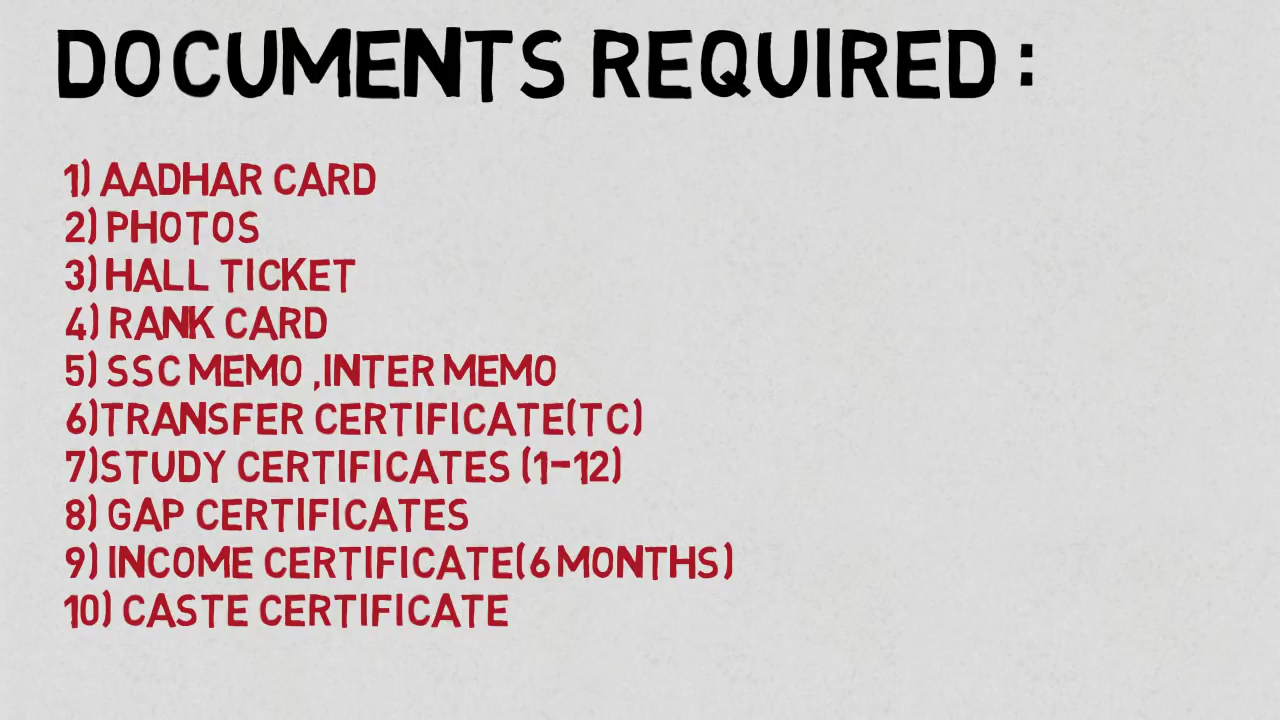 DOCUMENTS REQUIRED :
1) AADHAR CARD
2) PHOTOS
3) HALL TICKET
4) RANK CARD
5) SSC MEMO ,INTER MEMO
6)TRANSFER CERTIFICATE(TC)
7)STUDY CERTIFICATES (1-12)
8) GAP CERTIFICATES
9) INCOME CERTIFICATE(6 MONTHS)
10) CASTE CERTIFICATE